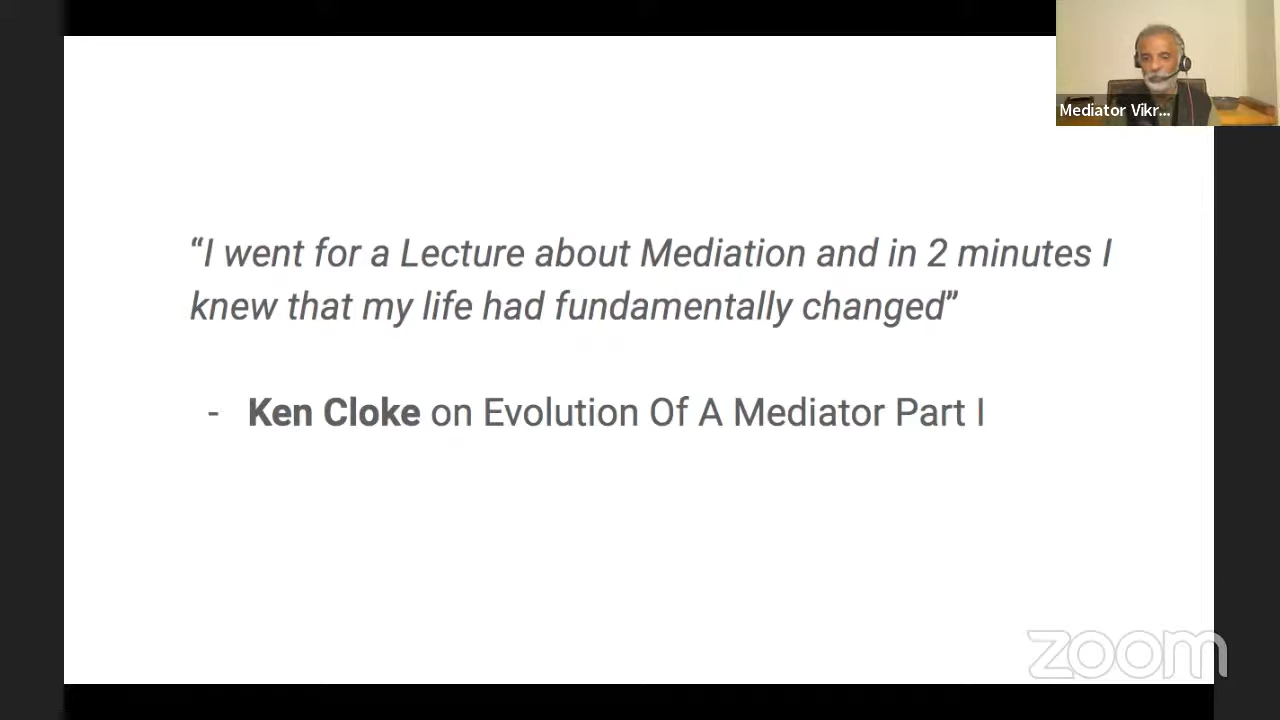 Mediator Vikr...
“I went for a Lecture about Mediation and in 2 minutes I
knew that my life had fundamentally changed”
- Ken Cloke on Evolution Of A Mediator Part I
zoom